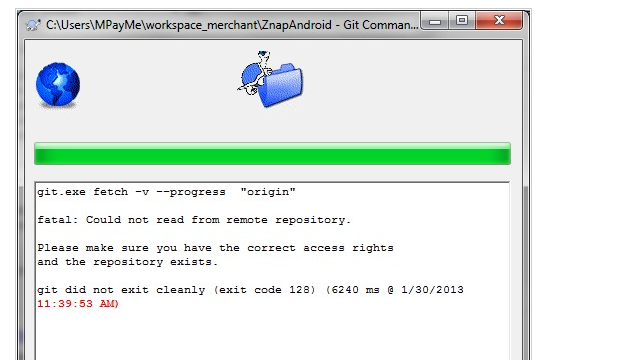 C:\Users\MPayMe\workspace_merchant\ZnapAndroid - Git Comman...
git.exe fetch -v --progress  "origin"
fatal: Could not read from remote repository.
Please make sure you have the correct access rights
and the repository exists.
git did not exit cleanly (exit code 128) (6240 ms @ 1/30/2013
11:39:53 AM)